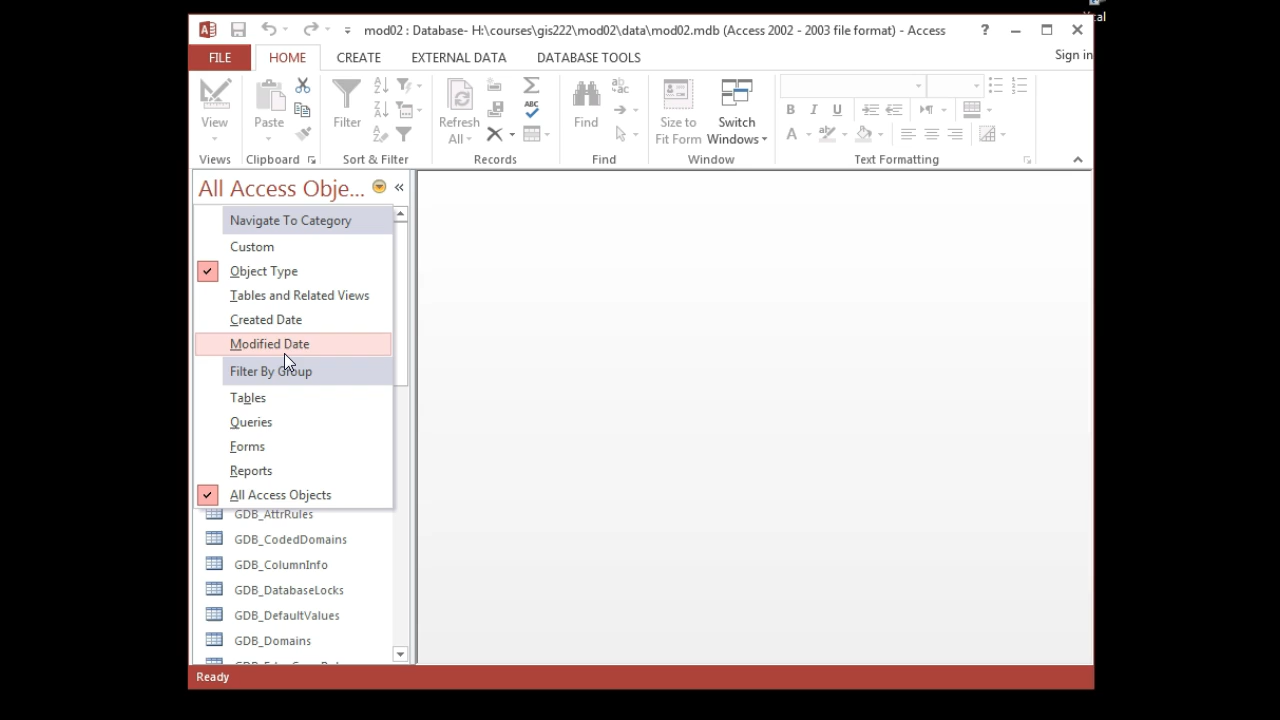 Xcal
mod02 : Database- H:\courses\gis222\mod02\data\mod02.mdb (Access 2002 - 2003 file format) - Access
?
FILE HOME CREATE EXTERNAL DATA DATABASE TOOLS Sign in
View Paste Filter Refresh All Find Size to Fit Form Switch Windows
Views Clipboard Sort & Filter Records Find Window Text Formatting
All Access Obje... «
Navigate To Category
Custom
Object Type
Tables and Related Views
Created Date
Modified Date
Filter By Group
Tables
Queries
Forms
Reports
All Access Objects
GDB_AttrRules
GDB_CodedDomains
GDB_ColumnInfo
GDB_DatabaseLocks
GDB_DefaultValues
GDB_Domains
Ready